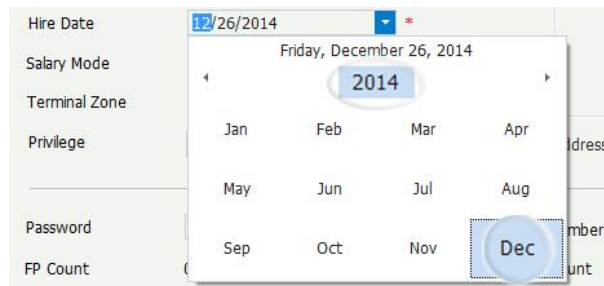 Hire Date 12/26/2014 *
Friday, December 26, 2014
Salary Mode
2014
Terminal Zone
Jan Feb Mar Apr
Privilege ddress
May Jun Jul Aug
Password mber
Sep Oct Nov Dec
FP Count unt